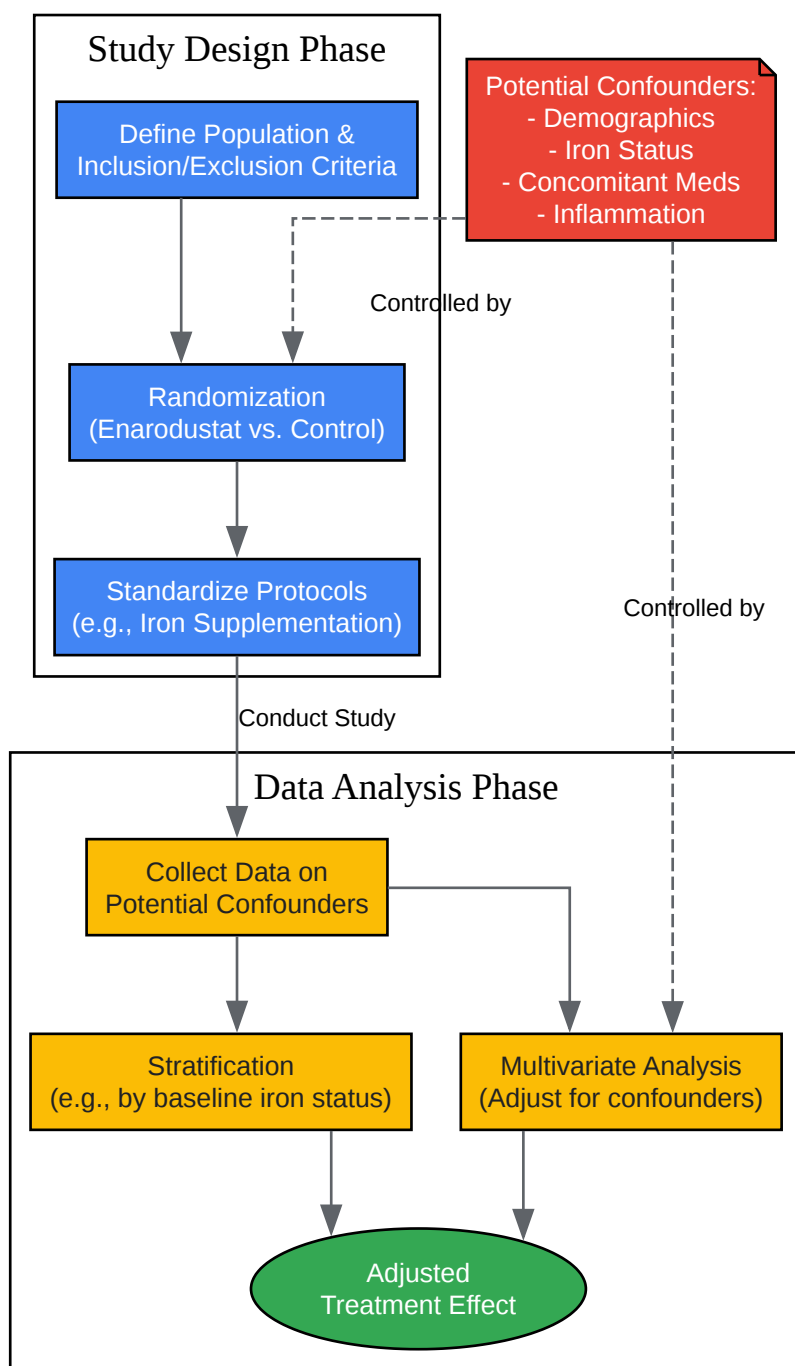 Study Design Phase
Potential Confounders:
- Demographics
- Iron Status
- Concomitant Meds
- Inflammation
Define Population &
Inclusion/Exclusion Criteria
Controlled by
Randomization
(Enarodustat vs. Control)
Standardize Protocols
(e.g., Iron Supplementation)
Controlled by
Conduct Study
Data Analysis Phase
Collect Data on
Potential Confounders
Stratification
(e.g., by baseline iron status)
Multivariate Analysis
(Adjust for confounders)
Adjusted
Treatment Effect